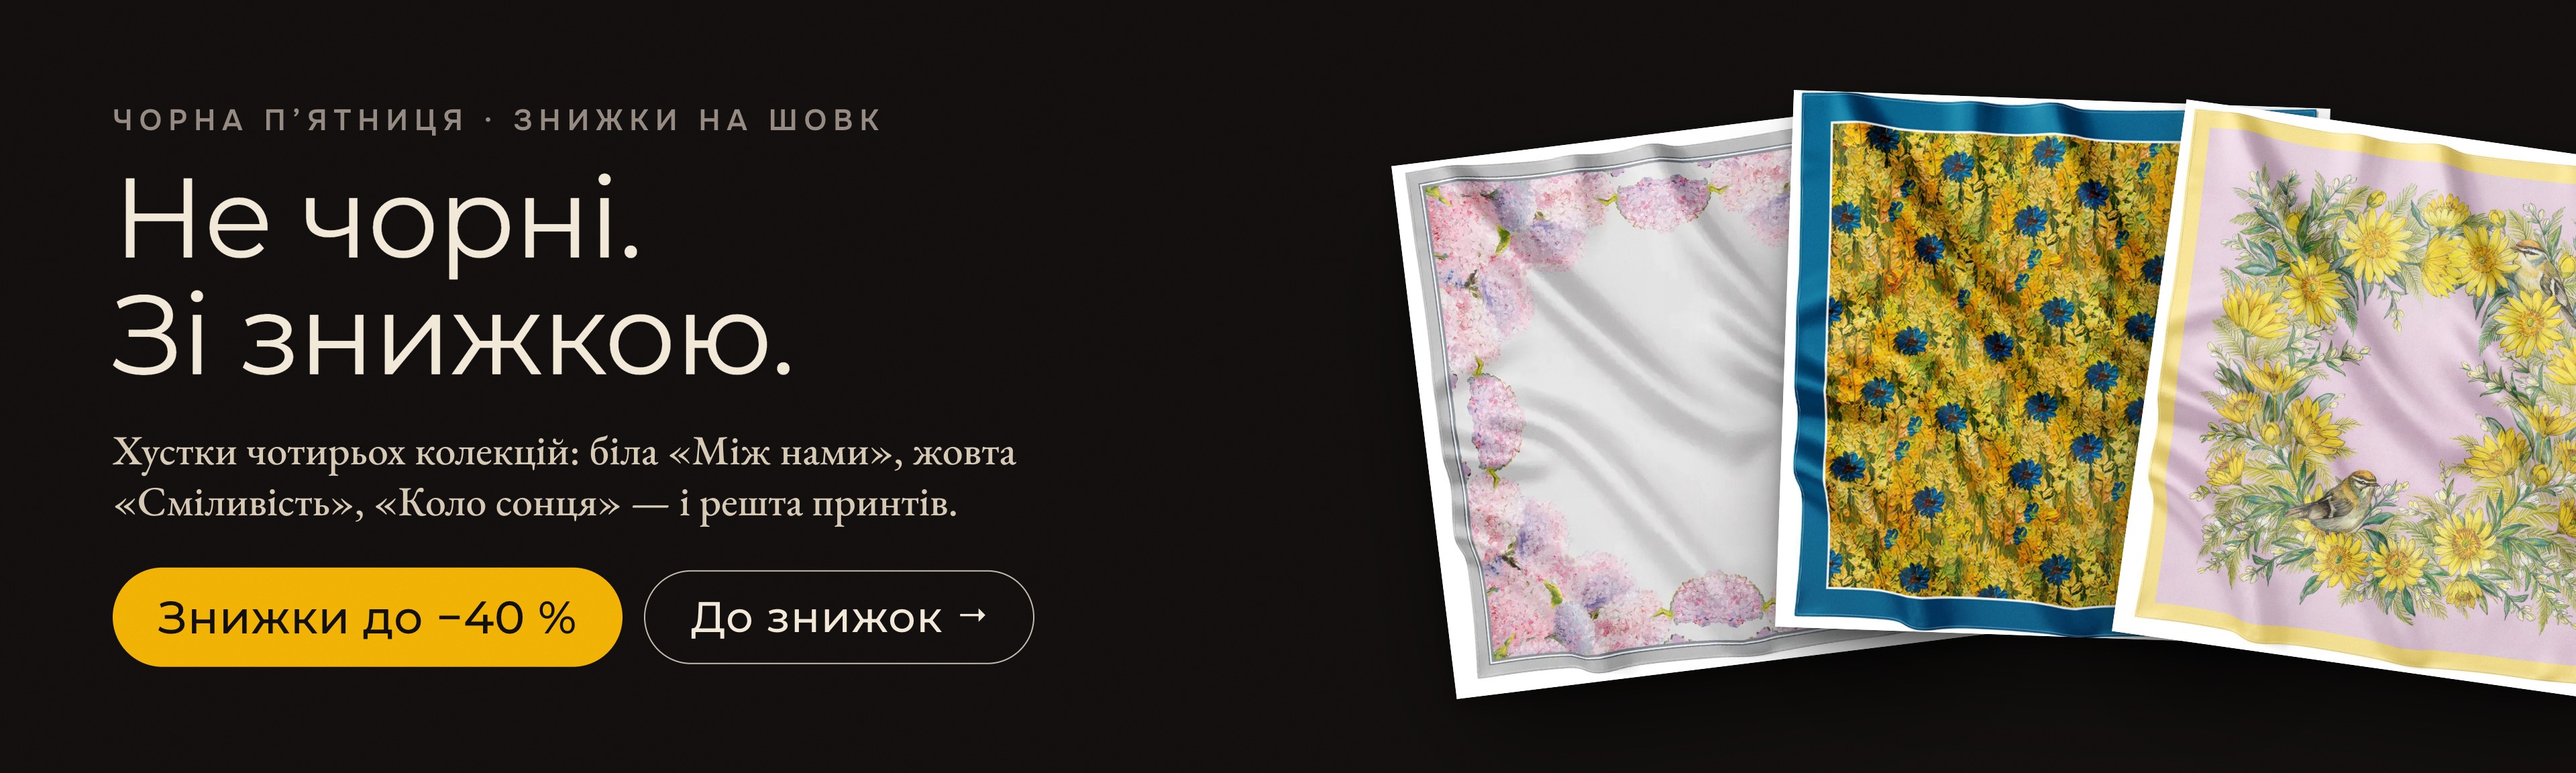 ЧОРНА П’ЯТНИЦЯ · ЗНИЖКИ НА ШОВК
Не чорні.
Зі знижкою.
Хустки чотирьох колекцій: біла «Між нами», жовта
«Сміливість», «Коло сонця» — і решта принтів.
Знижки до −40 %
До знижок →